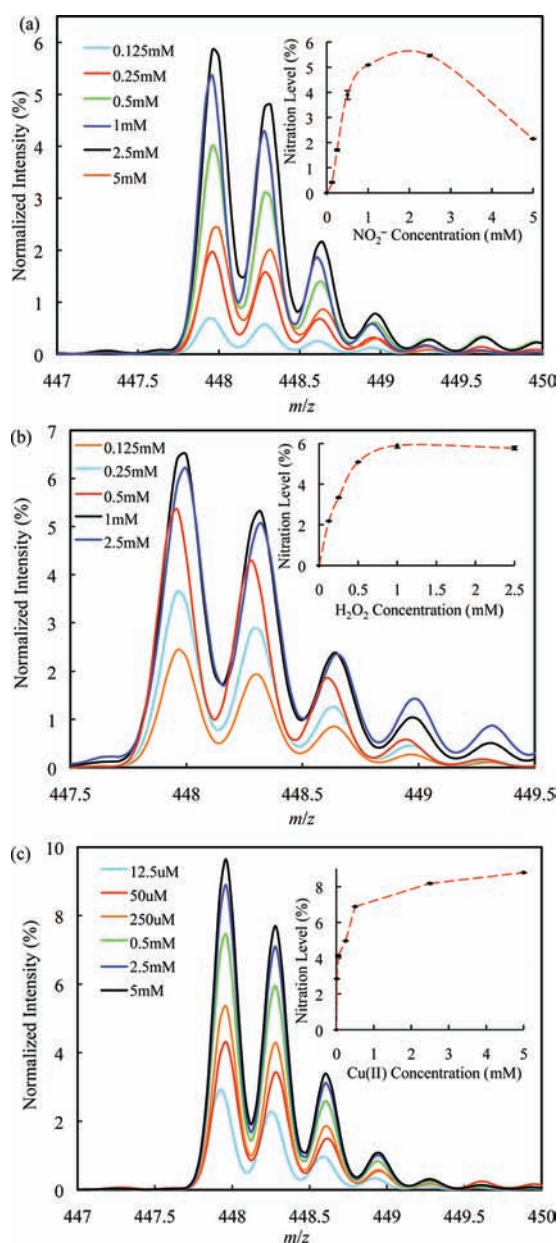 (a)
Normalized Intensity (%)
6
5
4
3
2
1
0
0.125mM
0.25mM
0.5mM
1mM
2.5mM
5mM
Nitration Level (%)
6
5
4
3
2
1
0
0 1 2 3 4 5
NO₂⁻ Concentration (mM)
447 447.5 448 448.5 449 449.5 450
m/z
(b)
Normalized Intensity (%)
7
6
5
4
3
2
1
0
0.125mM
0.25mM
0.5mM
1mM
2.5mM
Nitration Level (%)
6
4
2
0
0 0.5 1 1.5 2 2.5
H₂O₂ Concentration (mM)
447.5 448 448.5 449 449.5
m/z
(c)
Normalized Intensity (%)
10
8
6
4
2
0
12.5uM
50uM
250uM
0.5mM
2.5mM
5mM
Nitration Level (%)
8
6
4
2
0
0 1 2 3 4 5
Cu(II) Concentration (mM)
447 447.5 448 448.5 449 449.5 450
m/z